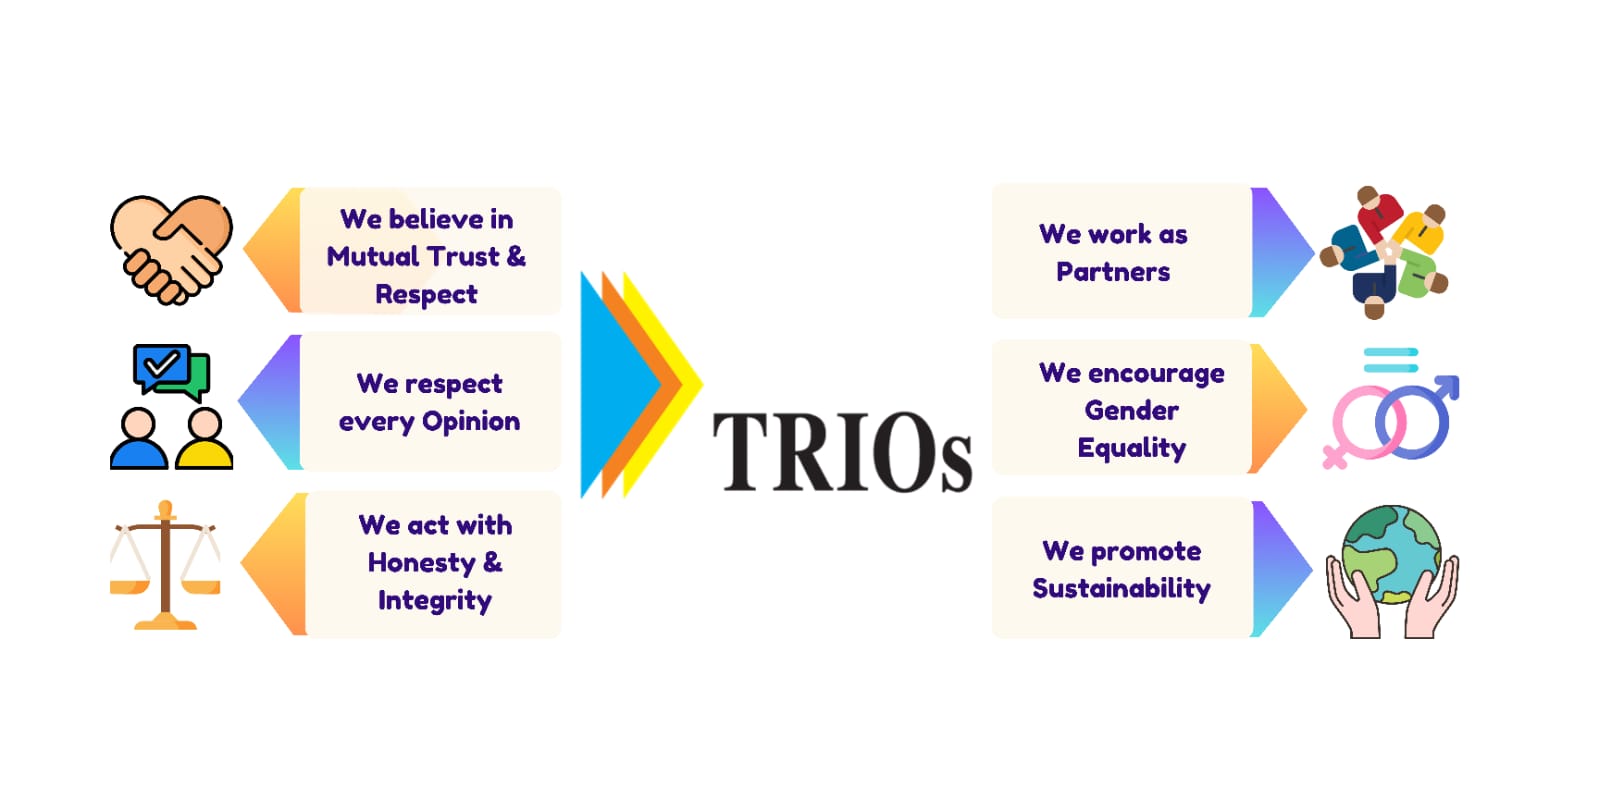 We believe in
Mutual Trust &
Respect
We respect
every Opinion
We act with
Honesty &
Integrity
TRIOs
We work as
Partners
We encourage
Gender
Equality
We promote
Sustainability